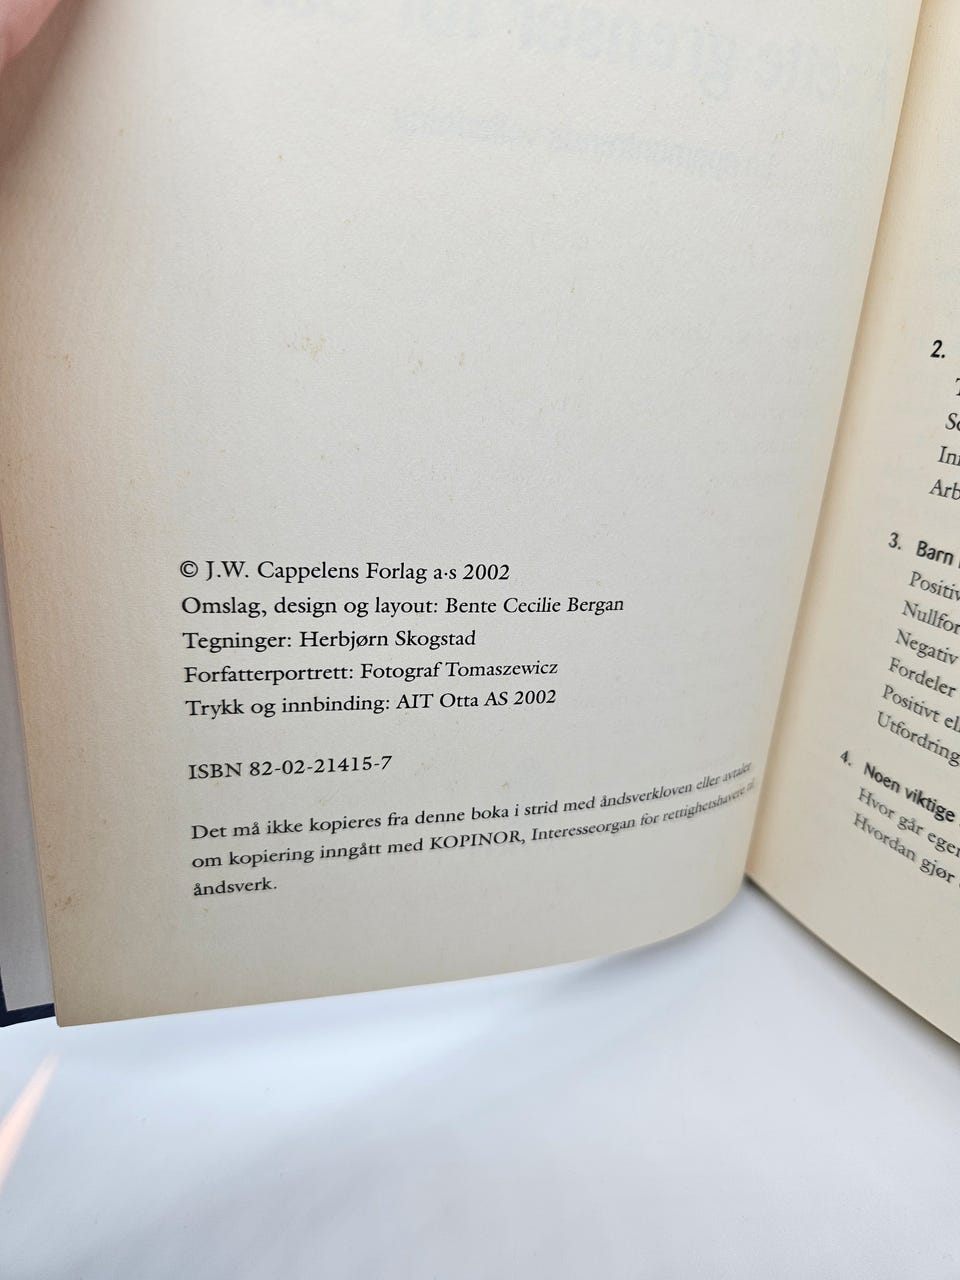 © J.W. Cappelens Forlag a·s 2002
Omslag, design og layout: Bente Cecilie Bergan
Tegninger: Herbjørn Skogstad
Forfatterportrett: Fotograf Tomaszewicz
Trykk og innbinding: AIT Otta AS 2002
ISBN 82-02-21415-7
Det må ikke kopieres fra denne boka i strid med åndsverkloven eller avtaler
om kopiering inngått med KOPINOR, Interesseorgan for rettighetshavere til
åndsverk.
2.
3. Barn
Nullfor
Negativ
Fordeler
Positivt el
Utfordring
4. Noen viktige
Hvor går egen
Hvordan gjør